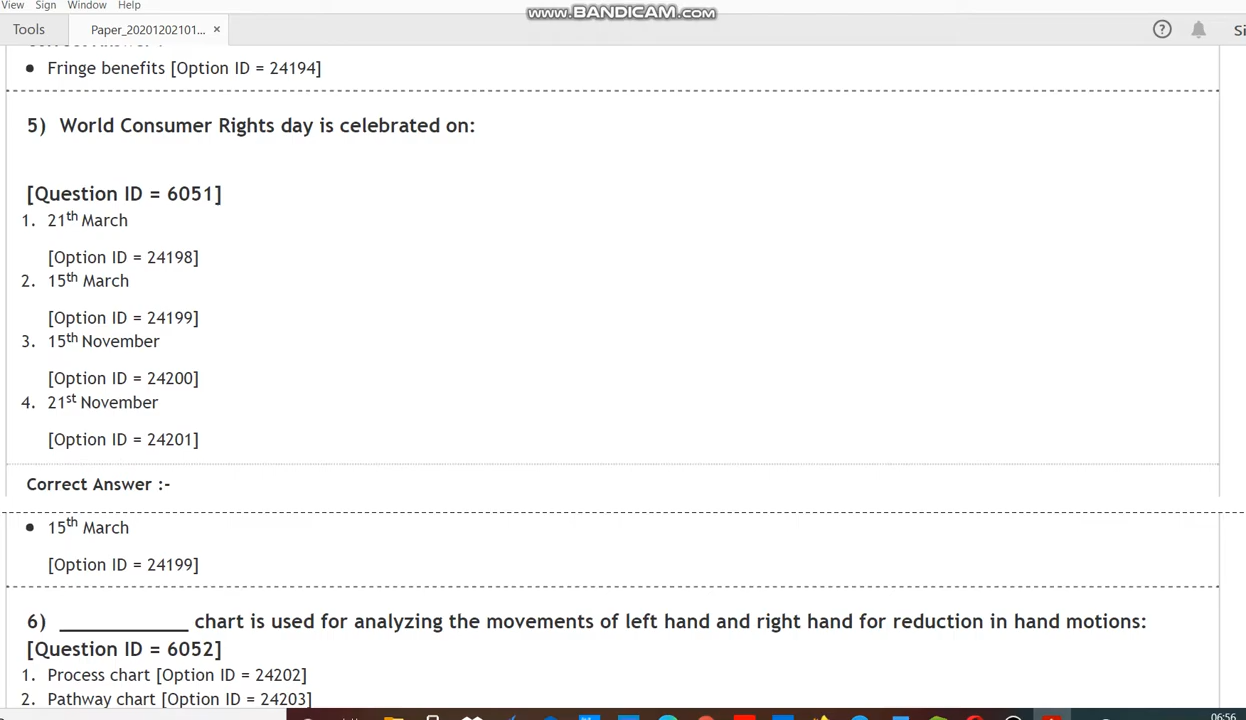 View Sign Window Help
www.BANDICAM.com
Tools Paper_20201202101... ×
• Fringe benefits [Option ID = 24194]
5) World Consumer Rights day is celebrated on:
[Question ID = 6051]
1. 21th March
[Option ID = 24198]
2. 15th March
[Option ID = 24199]
3. 15th November
[Option ID = 24200]
4. 21st November
[Option ID = 24201]
Correct Answer :-
• 15th March
[Option ID = 24199]
6) ____________ chart is used for analyzing the movements of left hand and right hand for reduction in hand motions:
[Question ID = 6052]
1. Process chart [Option ID = 24202]
2. Pathway chart [Option ID = 24203]
06:56